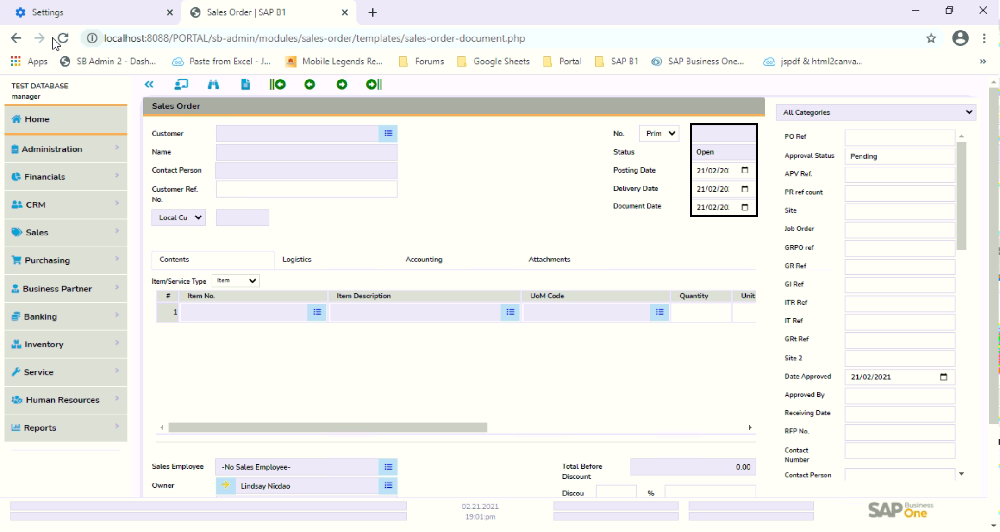 Settings
Sales Order | SAP B1
localhost:8088/PORTAL/sb-admin/modules/sales-order/templates/sales-order-document.php
Apps
SB Admin 2 - Dash...
Paste from Excel - J...
Mobile Legends Re...
Forums
Google Sheets
Portal
SAP B1
SAP Business One...
jspdf & html2canva...
TEST DATABASE
manager
Home
Administration
Financials
CRM
Sales
Purchasing
Business Partner
Banking
Inventory
Service
Human Resources
Reports
Sales Order
Customer
Name
Contact Person
Customer Ref.
No.
Local Cu
No.
Prim
Status
Open
Posting Date
21/02/20
Delivery Date
21/02/20
Document Date
21/02/20
Contents
Logistics
Accounting
Attachments
Item/Service Type
Item
#
Item No.
Item Description
UoM Code
Quantity
Unit
1
Sales Employee
-No Sales Employee-
Owner
Lindsay Nicdao
Total Before
Discount
0.00
Discou
%
All Categories
PO Ref
Approval Status
Pending
APV Ref.
PR ref count
Site
Job Order
GRPO ref
GR Ref
GI Ref
ITR Ref
IT Ref
GRt Ref
Site 2
Date Approved
21/02/2021
Approved By
Receiving Date
RFP No.
Contact
Number
Contact Person
02.21.2021
19:01:pm
SAP Business
One